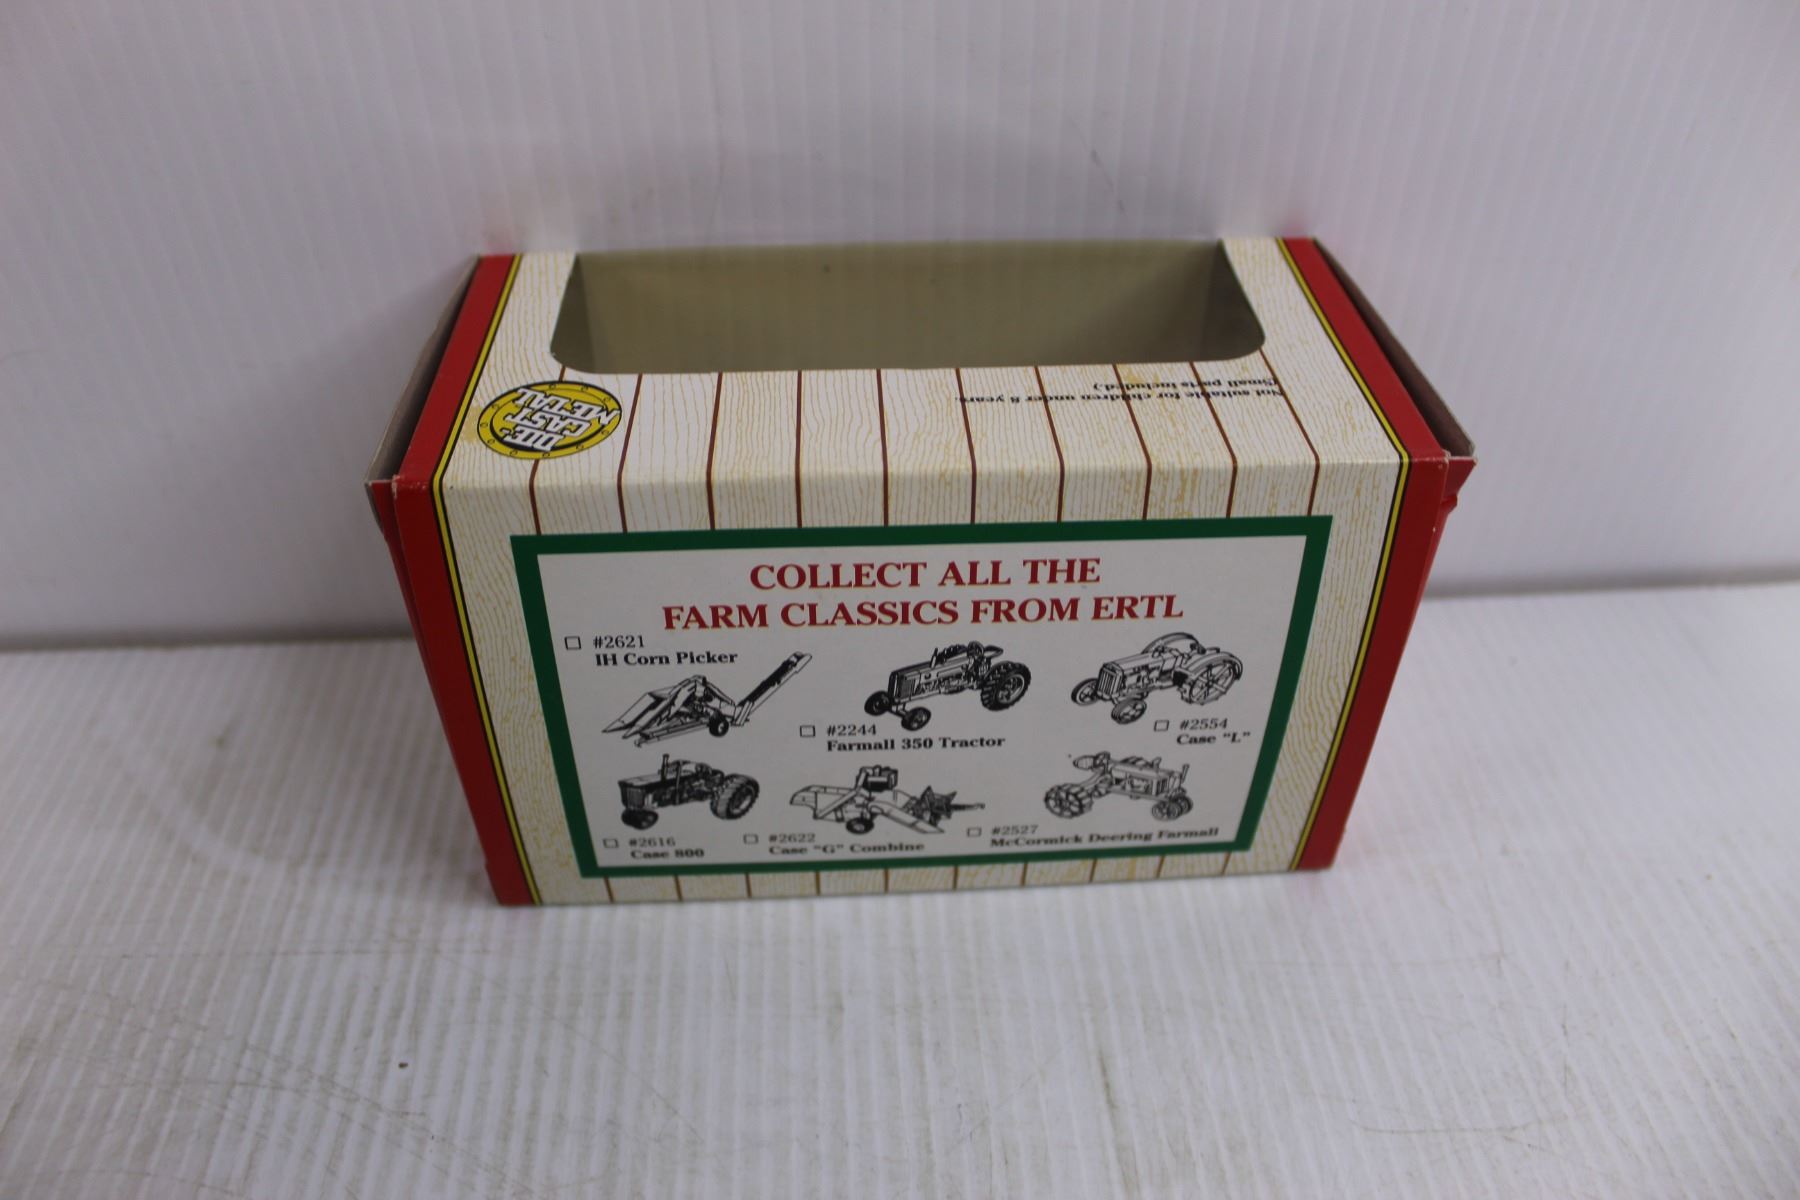 Not suitable for children under 8 years.
(Small parts included.)
DIE-
CAST
METAL
COLLECT ALL THE
FARM CLASSICS FROM ERTL
#2621
IH Corn Picker
#2244
Farmall 350 Tractor
#2554
Case "L"
#2616
Case 800
#2622
Case "G" Combine
#2527
McCormick Deering Farmall